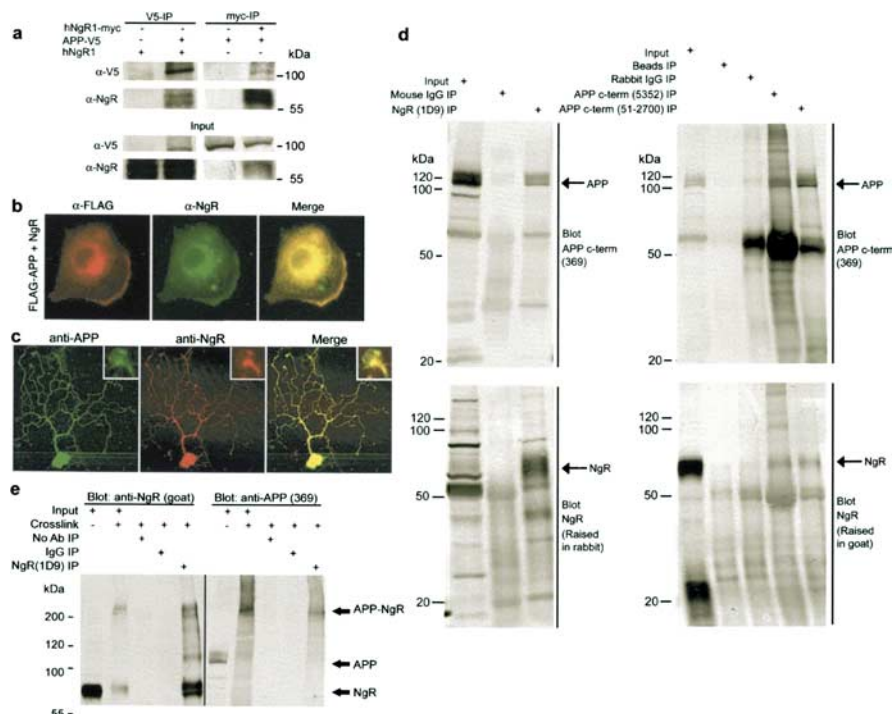 a
V5-IP myc-IP
hNgR1-myc - - - +
APP-V5 - + + +
hNgR1 + + - -
kDa
α-V5 - 100
α-NgR - 55
Input
α-V5 - 100
α-NgR - 55
b
α-FLAG α-NgR Merge
FLAG-APP + NgR
c
anti-APP anti-NgR Merge
d
Input +
Mouse IgG IP +
NgR (1D9) IP +
kDa
120
100
50
20
APP
Blot
APP c-term
(369)
120
100
50
20
NgR
Blot
NgR
(Raised
in rabbit)
Input +
Beads IP +
Rabbit IgG IP +
APP c-term (5352) IP +
APP c-term (51-2700) IP +
kDa
120
100
50
20
APP
Blot
APP c-term
(369)
120
100
50
20
NgR
Blot
NgR
(Raised
in goat)
e
Blot: anti-NgR (goat) Blot: anti-APP (369)
Input + + + +
Crosslink - + + + + - + + + +
No Ab IP + +
IgG IP + +
NgR(1D9) IP + +
kDa
200
120
100
55
APP-NgR
APP
NgR